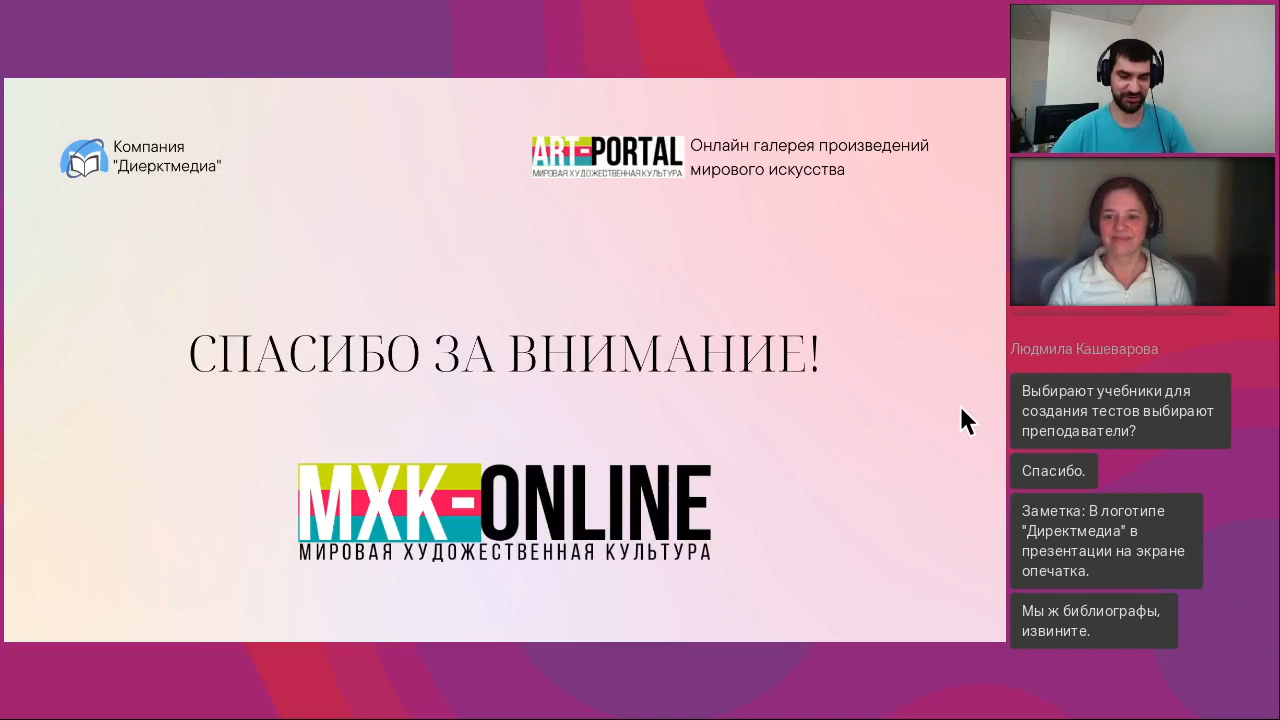 Компания
"Диерктмедиа"
ART-PORTAL
МИРОВАЯ ХУДОЖЕСТВЕННАЯ КУЛЬТУРА
Онлайн галерея произведений
мирового искусства
СПАСИБО ЗА ВНИМАНИЕ!
МХК-ONLINE
МИРОВАЯ ХУДОЖЕСТВЕННАЯ КУЛЬТУРА
Людмила Кашеварова
Выбирают учебники для
создания тестов выбирают
преподаватели?
Спасибо.
Заметка: В логотипе
"Директмедиа" в
презентации на экране
опечатка.
Мы ж библиографы,
извините.